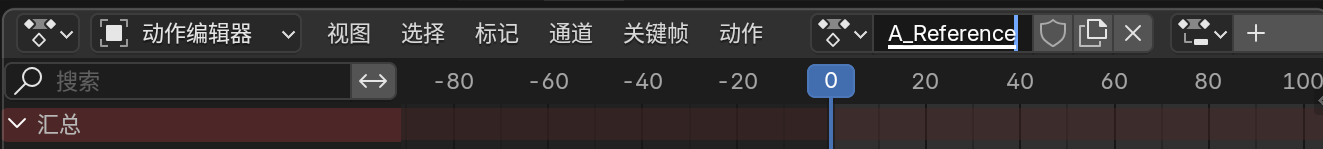 动作编辑器 视图 选择 标记 通道 关键帧 动作 A_Reference
搜索 -80 -60 -40 -20 0 20 40 60 80 100
汇总